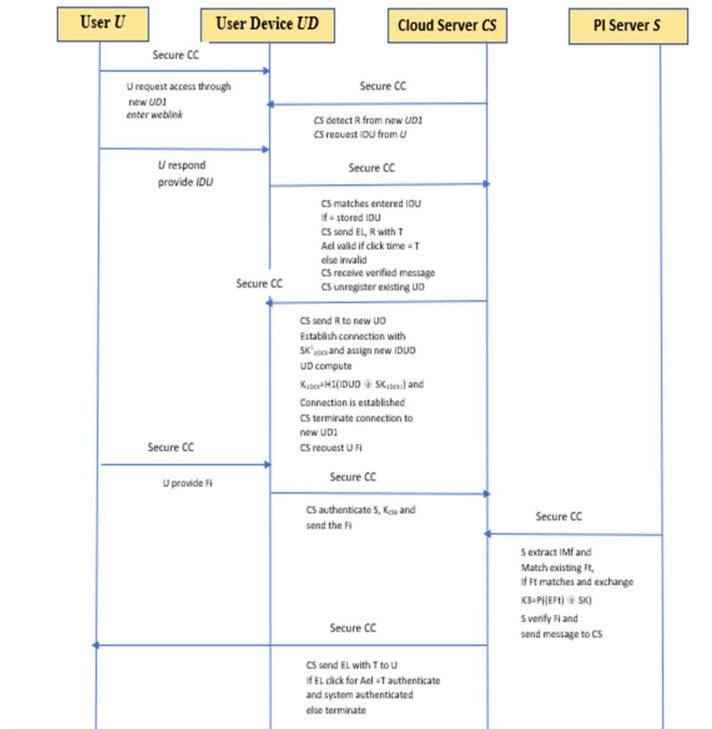 User U
User Device UD
Cloud Server CS
PI Server S
Secure CC
U request access through
new UD1
enter weblink
Secure CC
CS detect R from new UD1
CS request IDU from U
U respond
provide IDU
Secure CC
CS matches entered IDU
If = stored IDU
CS send EL, R with T
Ael valid if click time = T
else invalid
CS receive verified message
CS unregister existing UD
Secure CC
CS send R to new UD
Establish connection with
and assign new IDUD
UD compute
=H1(IDUD ⊕ and
Connection is established
CS terminate connection to
new UD1
CS request U Fi
Secure CC
U provide Fi
Secure CC
CS authenticate S, and
send the Fi
Secure CC
S extract IMf and
Match existing Ft,
If Ft matches and exchange
K3=P((EFt) ⊕ SK)
S verify Fi and
send message to CS
Secure CC
CS send EL with T to U
If EL click for Ael =T authenticate
and system authenticated
else terminate